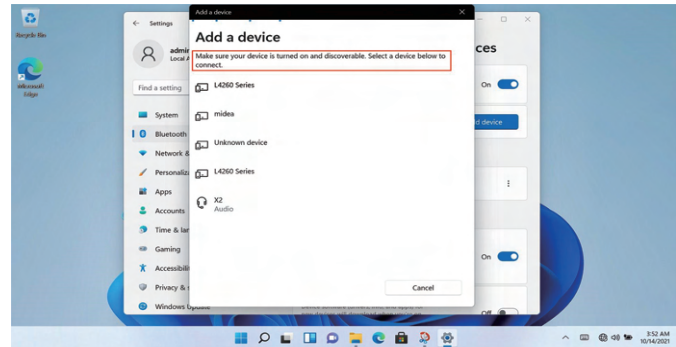 Recycle Bin
Microsoft
Edge
Add a device
Add a device
Make sure your device is turned on and discoverable. Select a device below to
connect.
L4260 Series
midea
Unknown device
L4260 Series
X2
Audio
Cancel
Settings
admin
Local A
Find a setting
System
Bluetooth
Network &
Personaliz
Apps
Accounts
Time & lan
Gaming
Accessibili
Privacy & s
Windows Update
ces
On
d device
On
Off
3:52 AM
10/14/2021